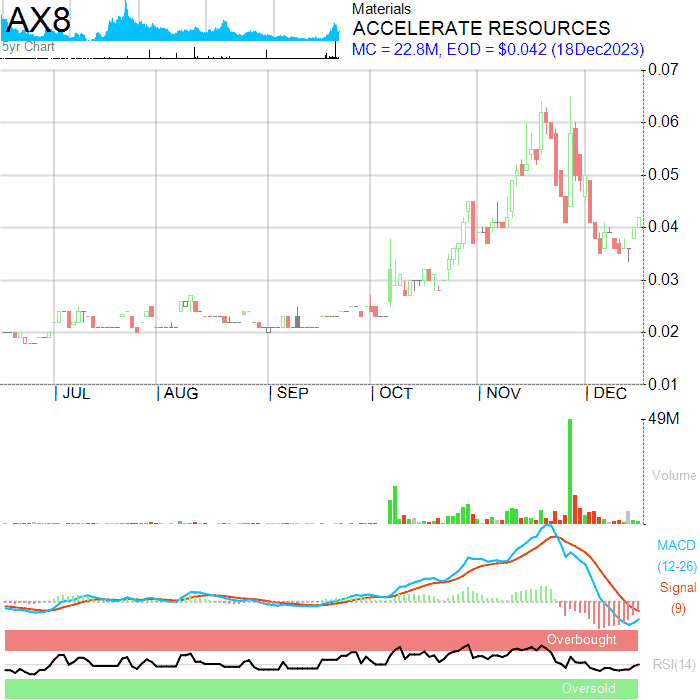 AX8
5yr Chart
Materials
ACCELERATE RESOURCES
MC = 22.8M, EOD = $0.042 (18Dec2023)
0.07
0.06
0.05
0.04
0.03
0.02
0.01
JUL AUG SEP OCT NOV DEC
49M
Volume
MACD
(12-26)
Signal
(9)
Overbought
RSI(14)
Oversold